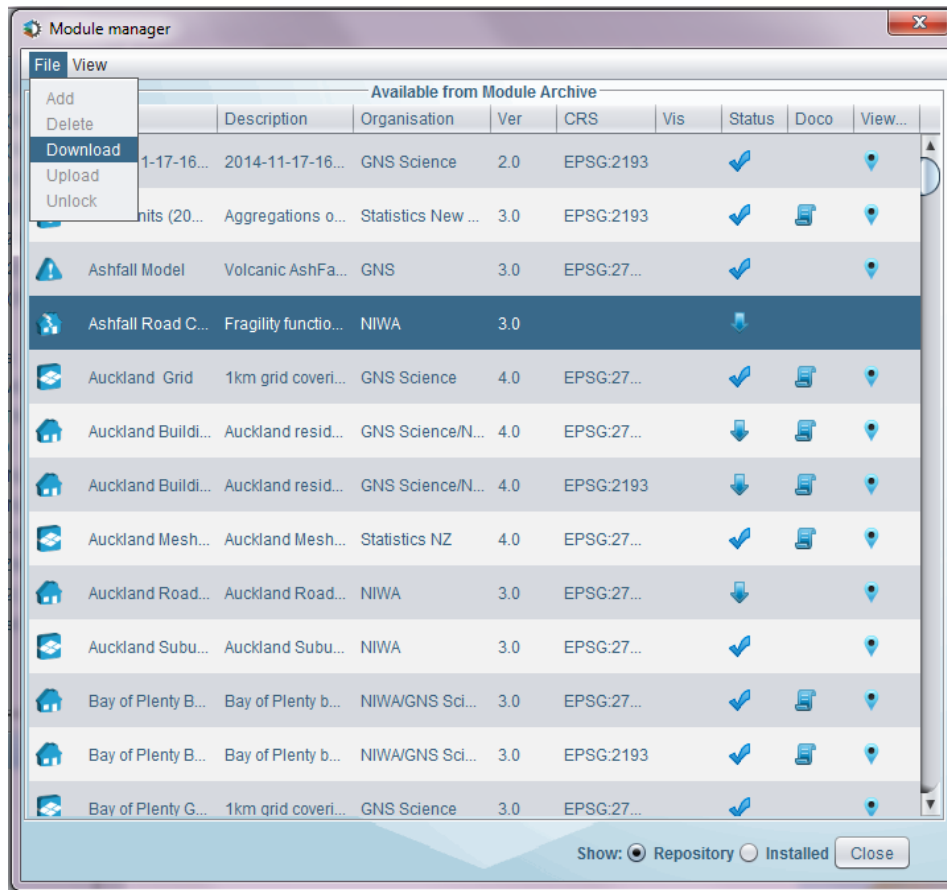 Module manager
File View
Add
Delete
Download
Upload
Unlock
Available from Module Archive
Description Organisation Ver CRS Vis Status Doco View...
1-17-16... 2014-11-17-16... GNS Science 2.0 EPSG:2193
nits (20... Aggregations o... Statistics New ... 3.0 EPSG:2193
Ashfall Model Volcanic AshFa... GNS 3.0 EPSG:27...
Ashfall Road C... Fragility functio... NIWA 3.0
Auckland Grid 1km grid coveri... GNS Science 4.0 EPSG:27...
Auckland Buildi... Auckland resid... GNS Science/N... 4.0 EPSG:27...
Auckland Buildi... Auckland resid... GNS Science/N... 4.0 EPSG:2193
Auckland Mesh... Auckland Mesh... Statistics NZ 4.0 EPSG:27...
Auckland Road... Auckland Road... NIWA 3.0 EPSG:27...
Auckland Subu... Auckland Subu... NIWA 3.0 EPSG:27...
Bay of Plenty B... Bay of Plenty b... NIWA/GNS Sci... 3.0 EPSG:27...
Bay of Plenty B... Bay of Plenty b... NIWA/GNS Sci... 3.0 EPSG:2193
Bay of Plenty G... 1km grid coveri... GNS Science 3.0 EPSG:27...
Show: Repository Installed Close